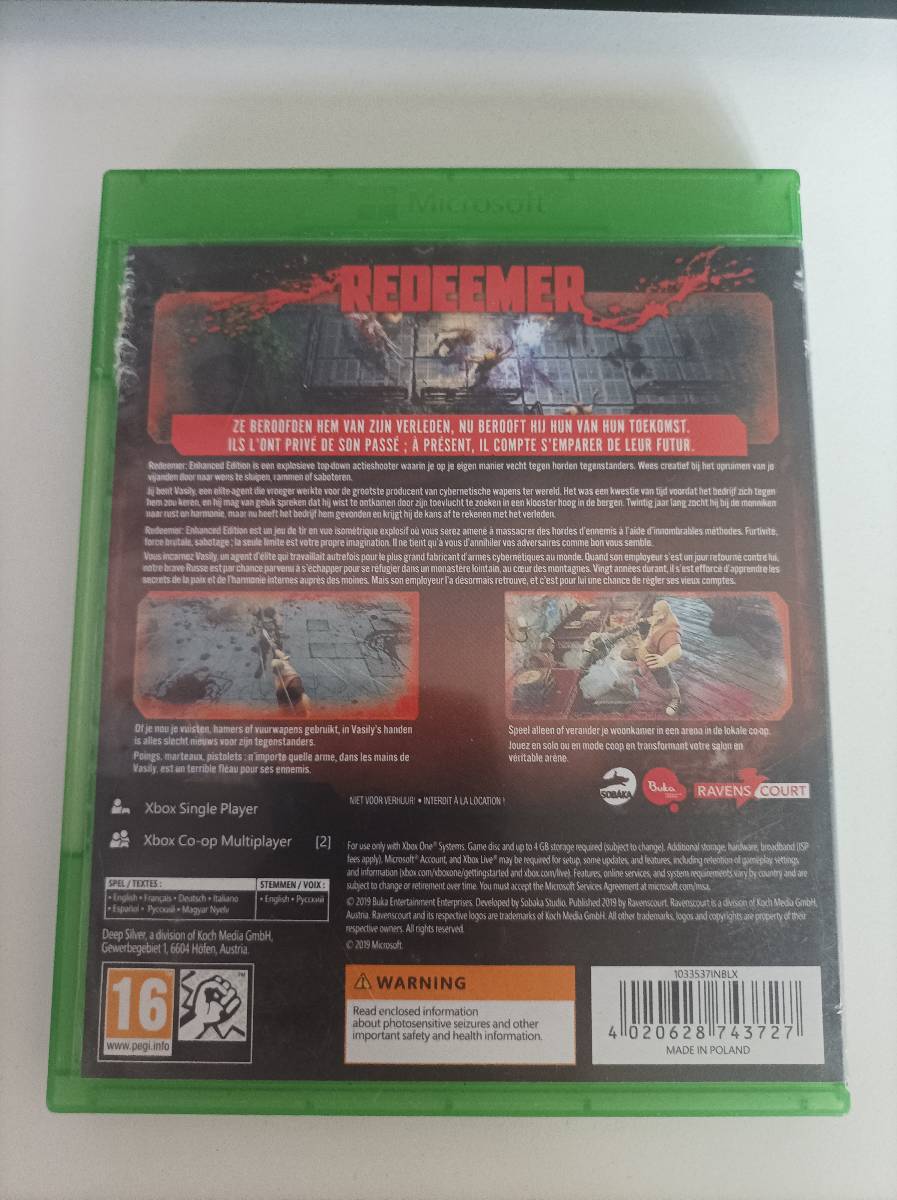 Microsoft
REDEEMER
ZE BEROOFDEN HEM VAN ZIJN VERLEDEN, NU BEROOFT HIJ HUN VAN HUN TOEKOMST.
ILS L'ONT PRIVÉ DE SON PASSÉ ; À PRÉSENT, IL COMPTE S'EMPARER DE LEUR FUTUR.
Redeemer: Enhanced Edition is een explosieve top-down actieshooter waarin je op je eigen manier vecht tegen horden tegenstanders. Wees creatief bij het opruimen van je
vijanden door naar wens te sluipen, rammen of saboteren.
Jij bent Vasily, een elite-agent die vroeger werkte voor de grootste producent van cybernetische wapens ter wereld. Het was een kwestie van tijd voordat het bedrijf zich tegen
hem zou keren, en hij mag van geluk spreken dat hij wist te ontkomen door zijn toevlucht te zoeken in een klooster hoog in de bergen. Twintig jaar lang zocht hij bij de monniken
naar rust en harmonie, maar nu heeft het bedrijf hem gevonden en krijgt hij de kans af te rekenen met het verleden.
Redeemer: Enhanced Edition est un jeu de tir en vue isométrique explosif où vous serez amené à massacrer des hordes d'ennemis à l'aide d'innombrables méthodes. Furtivité,
force brutale, sabotage ; la seule limite est votre propre imagination. Il ne tient qu'à vous d'annihiler vos adversaires comme bon vous semble.
Vous incarnez Vasily, un agent d'élite qui travaillait autrefois pour le plus grand fabricant d'armes cybernétiques au monde. Quand son employeur s'est un jour retourné contre lui,
notre brave Russe est par chance parvenu à s'échapper pour se réfugier dans un monastère lointain, au cœur des montagnes. Vingt années durant, il s'est efforcé d'apprendre les
secrets de la paix et de l'harmonie internes auprès des moines. Mais son employeur l'a désormais retrouvé, et c'est pour lui une chance de régler ses vieux comptes.
Of je nou je vuisten, hamers of vuurwapens gebruikt, in Vasily's handen
is alles slecht nieuws voor zijn tegenstanders.
Poings, marteaux, pistolets : n'importe quelle arme, dans les mains de
Vasily, est un terrible fléau pour ses ennemis.
Speel alleen of verander je woonkamer in een arena in de lokale co-op.
Jouez en solo ou en mode coop en transformant votre salon en
véritable arène.
SOBAKA
Buka
RAVENSCOURT
NIET VOOR VERHUUR! • INTERDIT À LA LOCATION !
Xbox Single Player
Xbox Co-op Multiplayer [2]
For use only with Xbox One® Systems. Game disc and up to 4 GB storage required (subject to change). Additional storage, hardware, broadband (ISP
fees apply), Microsoft® Account, and Xbox Live® may be required for setup, some updates, and features, including retention of gameplay settings
and information (xbox.com/xboxone/gettingstarted and xbox.com/live). Features, online services, and system requirements vary by country and are
subject to change or retirement over time. You must accept the Microsoft Services Agreement at microsoft.com/msa.
© 2019 Buka Entertainment Enterprises. Developed by Sobaka Studio. Published 2019 by Ravenscourt. Ravenscourt is a division of Koch Media GmbH,
Austria. Ravenscourt and its respective logos are trademarks of Koch Media GmbH. All other trademarks, logos and copyrights are property of their
respective owners. All rights reserved.
© 2019 Microsoft.
SPEL / TEXTES :
• English • Français • Deutsch • Italiano
• Español • Русский • Magyar Nyelv
STEMMEN / VOIX :
• English • Русский
Deep Silver, a division of Koch Media GmbH,
Gewerbegebiet 1, 6604 Höfen, Austria.
16
www.pegi.info
TM
WARNING
Read enclosed information
about photosensitive seizures and other
important safety and health information.
1033537INBLX
4 020628 743727
MADE IN POLAND